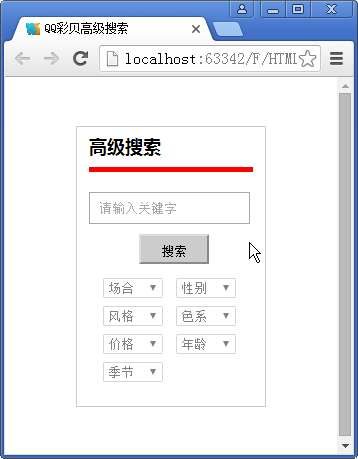 QQ彩贝高级搜索
localhost:63342/F/HTMI
高级搜索
请输入关键字
搜索
场合 性别
风格 色系
价格 年龄
季节